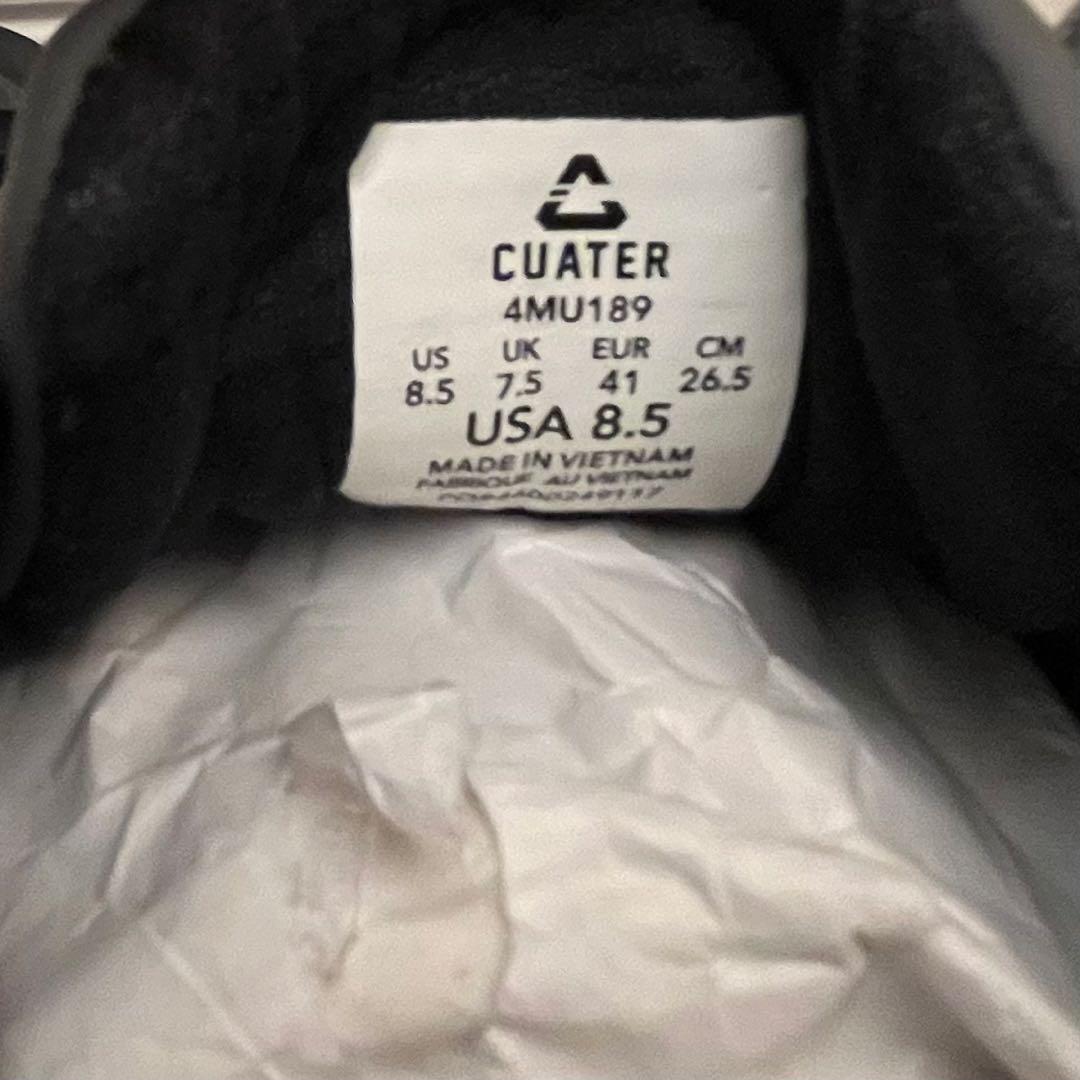 CUATER
4MU189
US UK EUR CM
8.5 7.5 41 26.5
USA 8.5
MADE IN VIETNAM
FABRIQUE AU VIETNAM